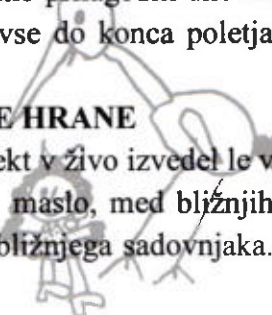 vse do konca poletja
E HRANE
ekt v živo izvedel le v
maslo, med bližnjih
bližnjega sadovnjaka.